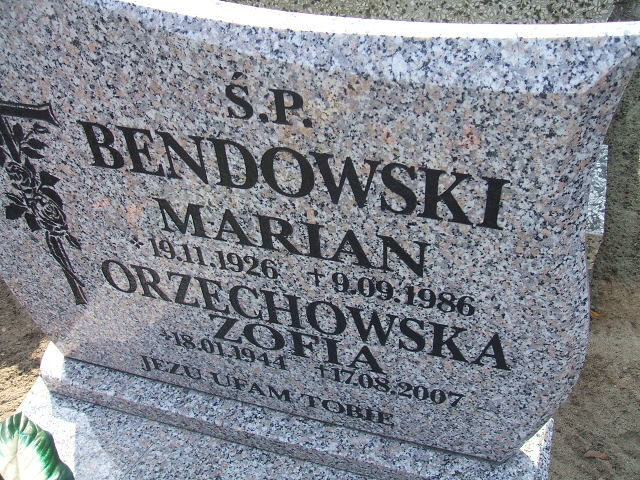 Ś.P.
BENDOWSKI
MARIAN
* 19.11.1926 + 9.09.1986
ORZECHOWSKA
ZOFIA
*18.01.1944 +17.08.2007
JEZU UFAM TOBIE